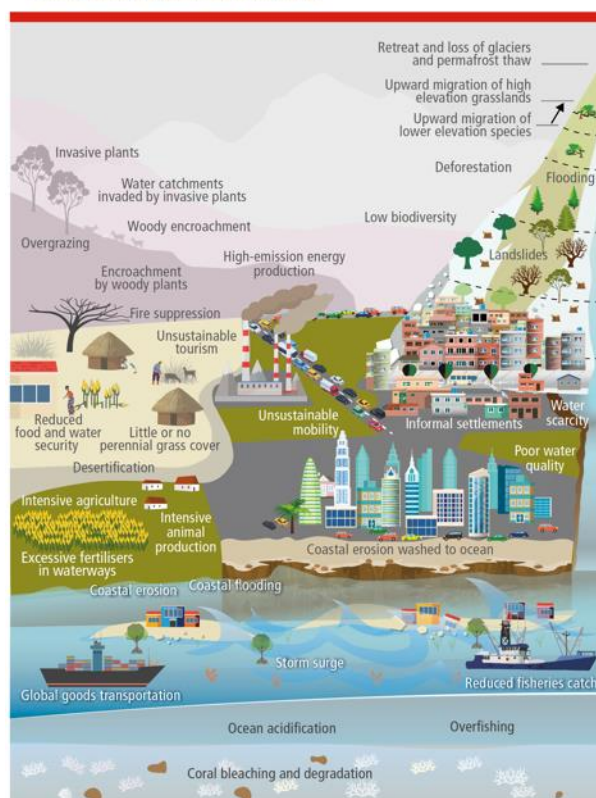 Retreat and loss of glaciers
and permafrost thaw
Upward migration of high
elevation grasslands
Upward migration of
lower elevation species
Deforestation
Flooding
Invasive plants
Water catchments
invaded by invasive plants
Low biodiversity
Woody encroachment
Overgrazing
High-emission energy
production
Landslides
Encroachment
by woody plants
Fire suppression
Unsustainable
tourism
Reduced
food and water
security
Little or no
perennial grass cover
Unsustainable
mobility
Informal settlements
Water
scarcity
Poor water
quality
Desertification
Intensive agriculture
Intensive
animal
production
Excessive fertilisers
in waterways
Coastal erosion washed to ocean
Coastal erosion
Coastal flooding
Storm surge
Global goods transportation
Reduced fisheries catch
Ocean acidification
Overfishing
Coral bleaching and degradation